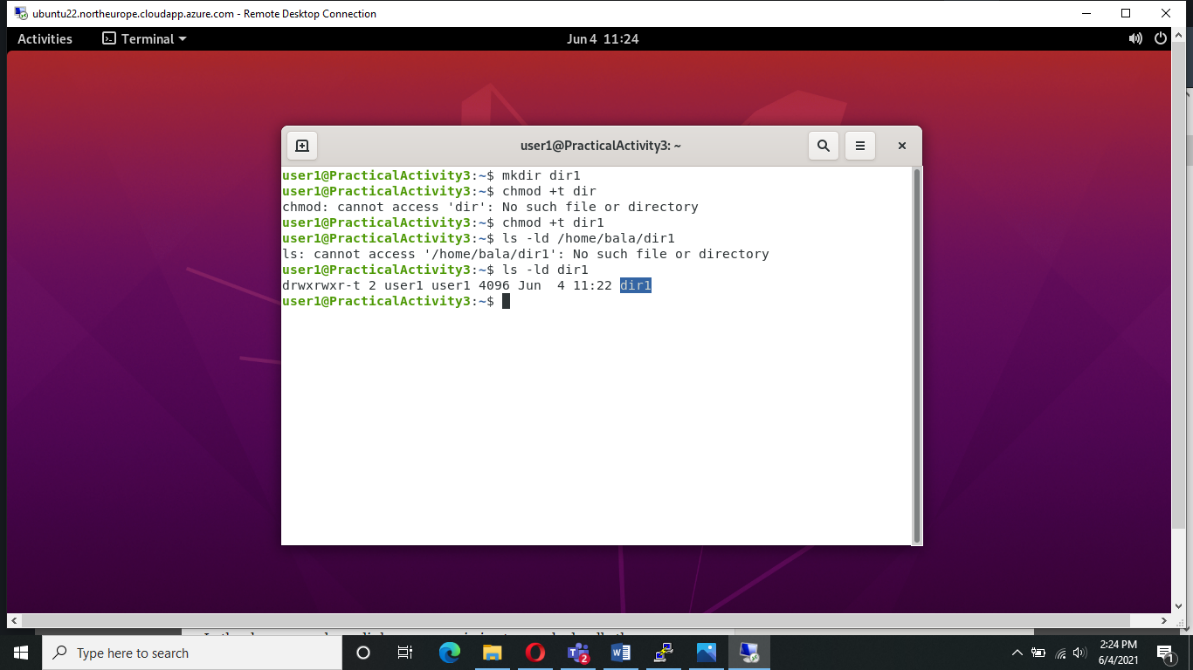 ubuntu22.northeurope.cloudapp.azure.com - Remote Desktop Connection
Activities Terminal Jun 4 11:24
user1@PracticalActivity3: ~
user1@PracticalActivity3:~$ mkdir dir1
user1@PracticalActivity3:~$ chmod +t dir
chmod: cannot access 'dir': No such file or directory
user1@PracticalActivity3:~$ chmod +t dir1
user1@PracticalActivity3:~$ ls -ld /home/bala/dir1
ls: cannot access '/home/bala/dir1': No such file or directory
user1@PracticalActivity3:~$ ls -ld dir1
drwxrwxr-t 2 user1 user1 4096 Jun  4 11:22 dir1
user1@PracticalActivity3:~$
Type here to search
2
2:24 PM
6/4/2021
1